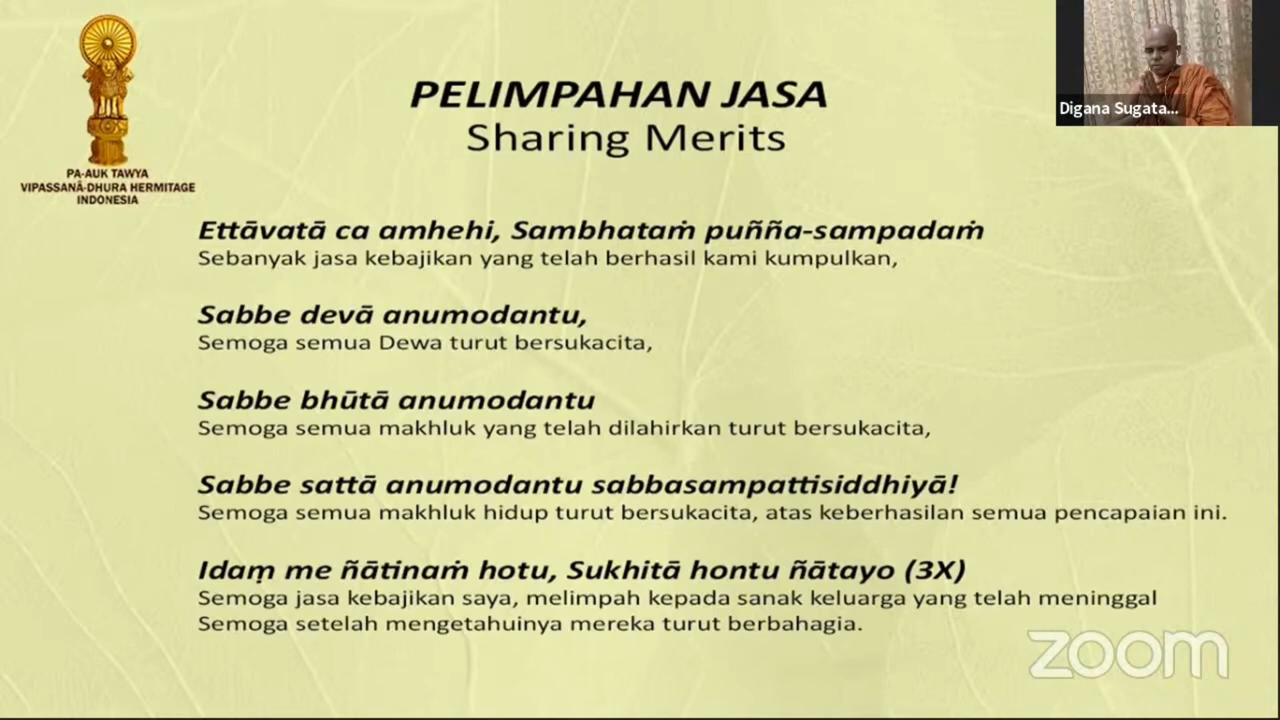 PELIMPAHAN JASA
Sharing Merits
Digana Sugata...
PA-AUK TAWYA
VIPASSANĀ-DHURA HERMITAGE
INDONESIA
Ettāvatā ca amhehi, Sambhataṁ puñña-sampadaṁ
Sebanyak jasa kebajikan yang telah berhasil kami kumpulkan,
Sabbe devā anumodantu,
Semoga semua Dewa turut bersukacita,
Sabbe bhūtā anumodantu
Semoga semua makhluk yang telah dilahirkan turut bersukacita,
Sabbe sattā anumodantu sabbasampattisiddhiyā!
Semoga semua makhluk hidup turut bersukacita, atas keberhasilan semua pencapaian ini.
Idaṃ me ñātinaṁ hotu, Sukhitā hontu ñātayo (3X)
Semoga jasa kebajikan saya, melimpah kepada sanak keluarga yang telah meninggal
Semoga setelah mengetahuinya mereka turut berbahagia.
zoom